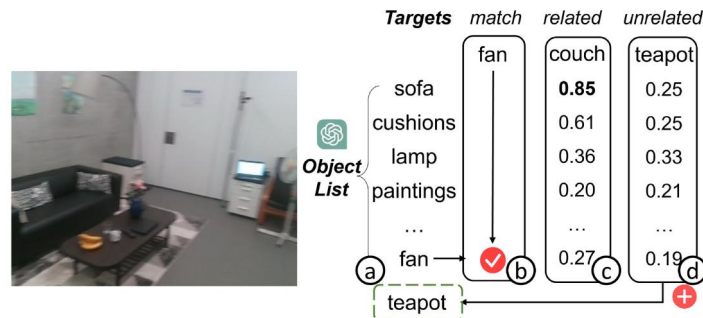 Targets match related unrelated
fan couch teapot
sofa 0.85 0.25
cushions 0.61 0.25
Object List
lamp 0.36 0.33
paintings 0.20 0.21
... ... ...
a fan b 0.27 c 0.19 d
teapot